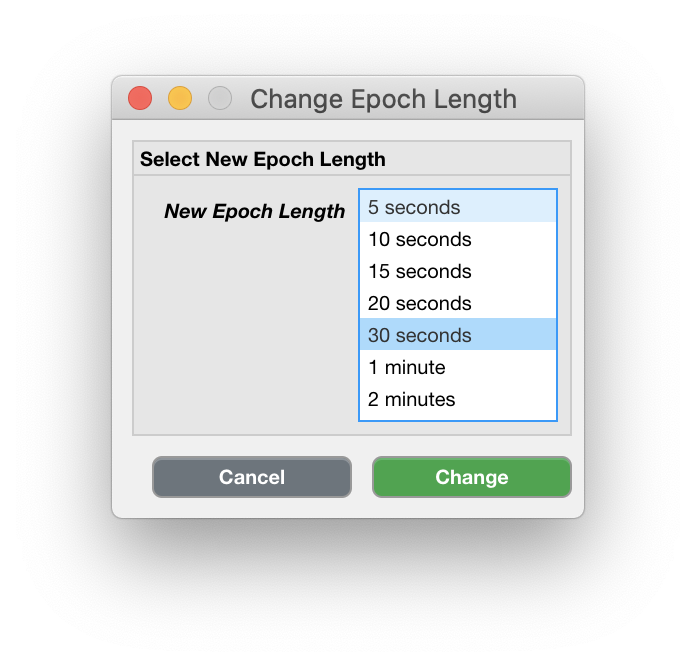 Change Epoch Length
Select New Epoch Length
New Epoch Length
5 seconds
10 seconds
15 seconds
20 seconds
30 seconds
1 minute
2 minutes
Cancel
Change